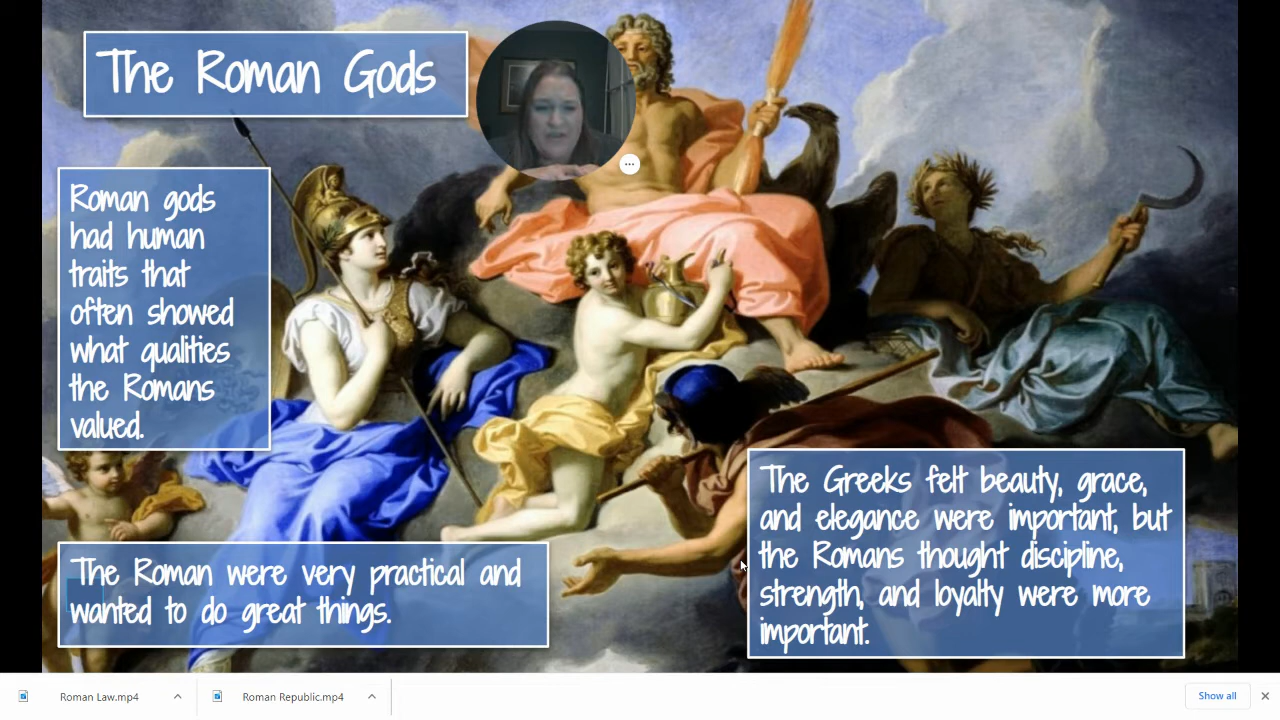 The Roman Gods
Roman gods
had human
traits that
often showed
what qualities
the Romans
valued.
The Greeks felt beauty, grace,
and elegance were important, but
the Romans thought discipline,
strength, and loyalty were more
important.
The Roman were very practical and
wanted to do great things.
Roman Law.mp4
Roman Republic.mp4
Show all